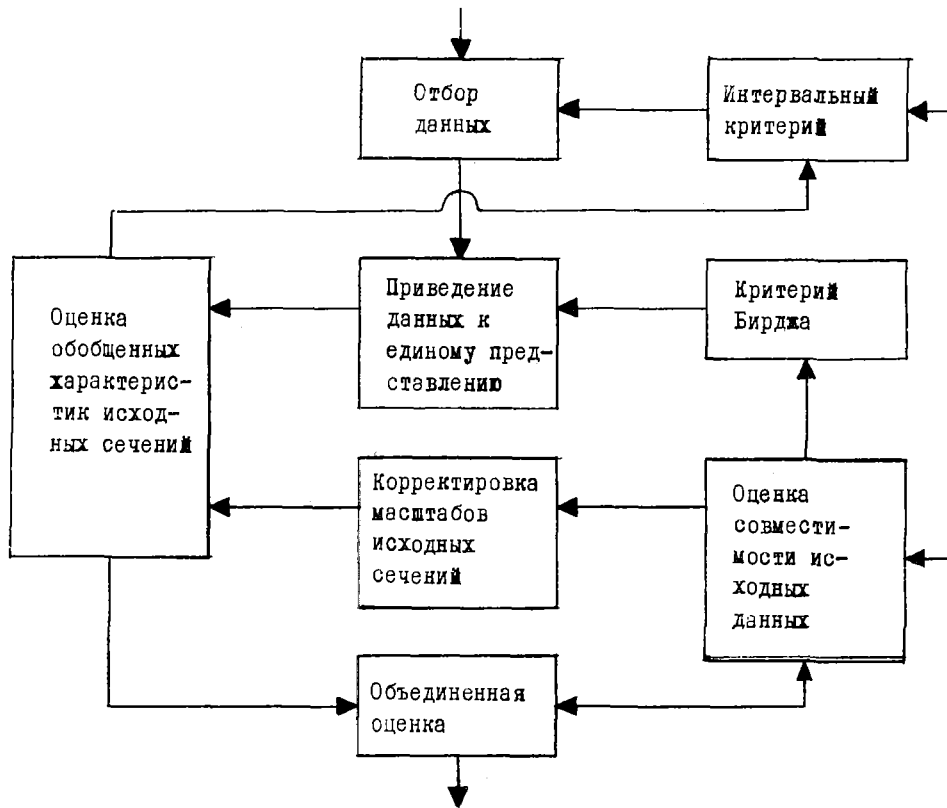 Отбор
данных
Интервальный
критерий
Оценка
обобщенных
характерис-
тик исход-
ных сечений
Приведение
данных к
единому пред-
ставлению
Критерий
Бирджа
Корректировка
масштабов
исходных
сечений
Оценка
совмести-
мости ис-
ходных
данных
Объединенная
оценка